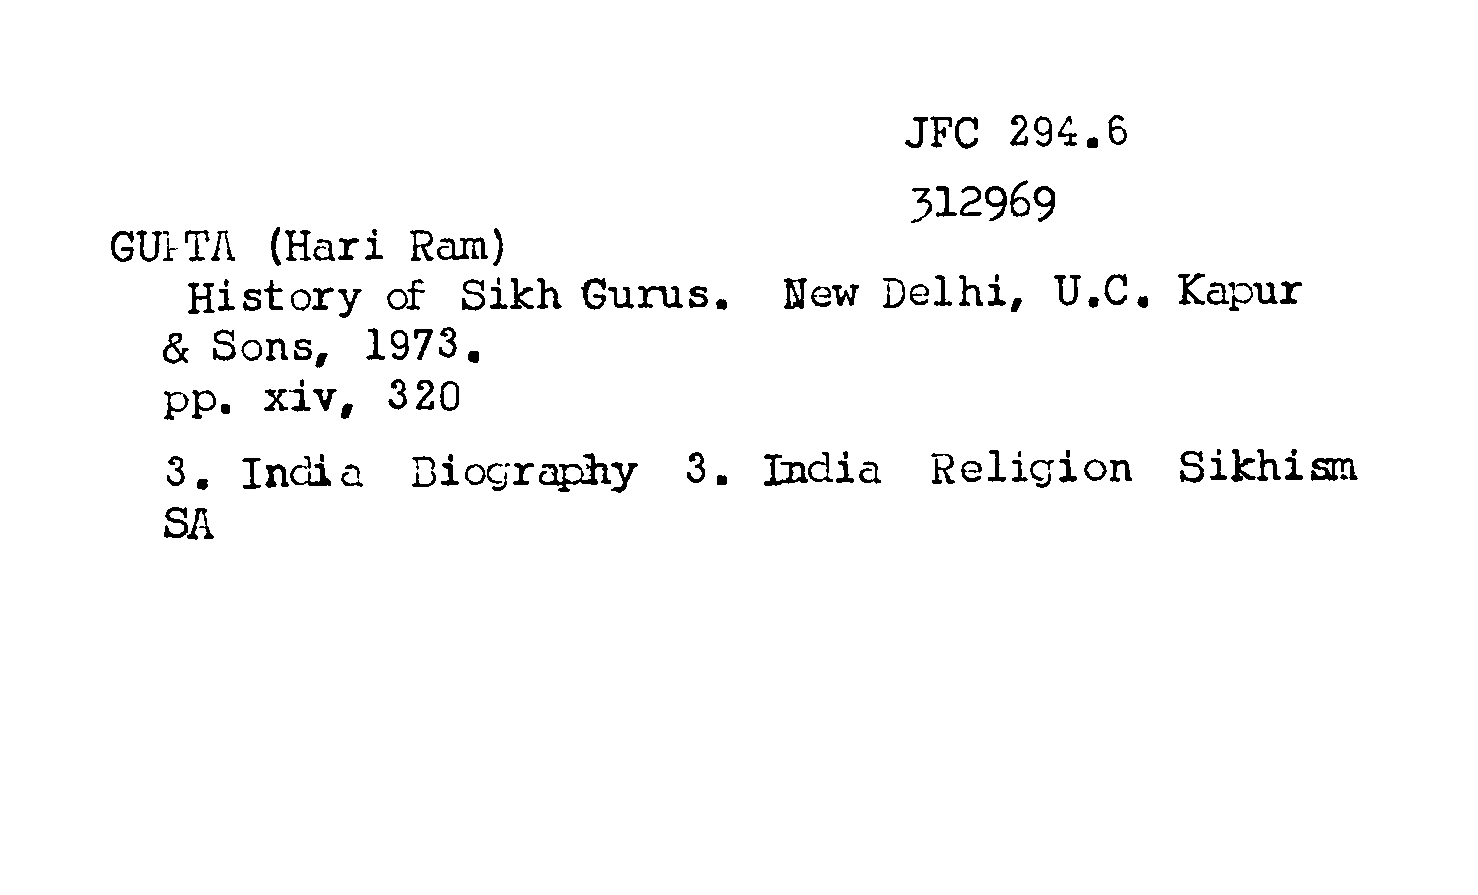 JFC 294.6
312969
GUPTA (Hari Ram)
History of Sikh Gurus. New Delhi, U.C. Kapur
& Sons, 1973.
pp. xiv, 320
3. India Biography 3. India Religion Sikhism
SA